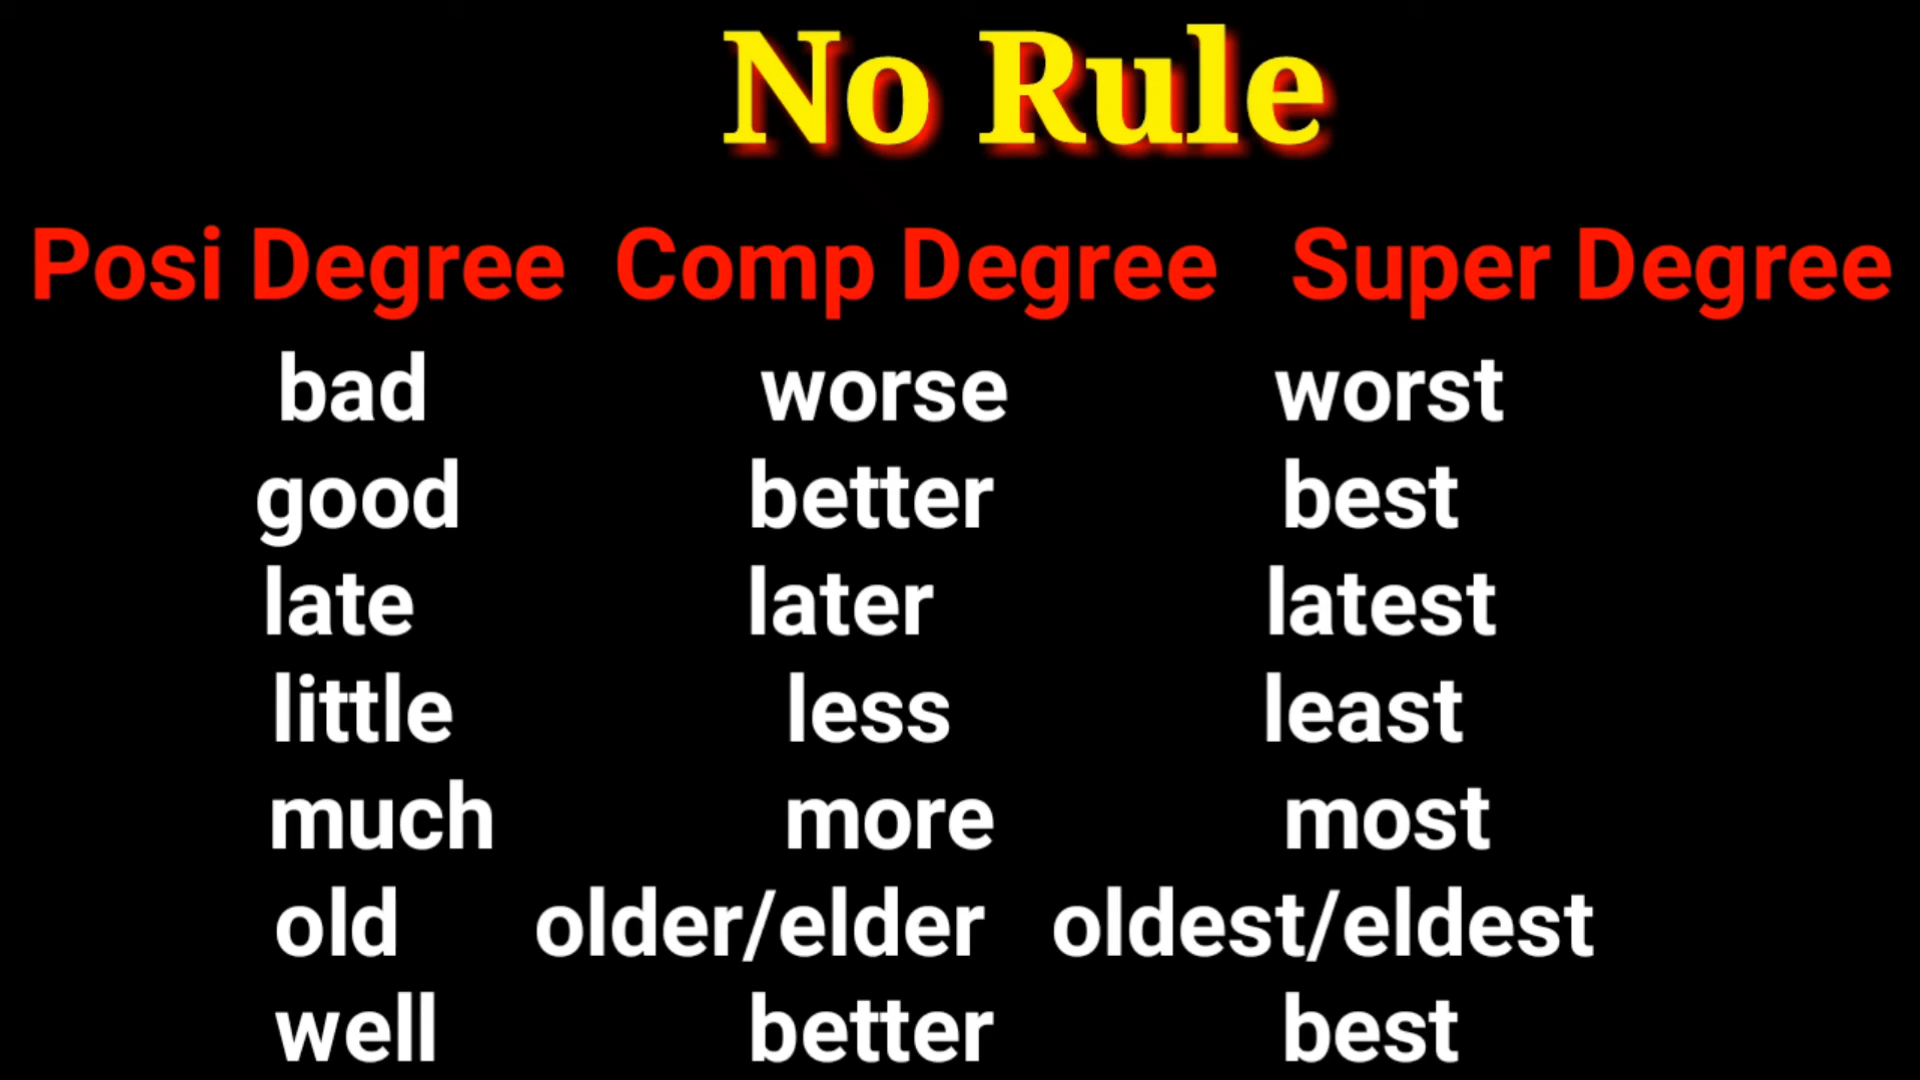 No Rule
Posi Degree Comp Degree Super Degree
bad worse worst
good better best
late later latest
little less least
much more most
old older/elder oldest/eldest
well better best